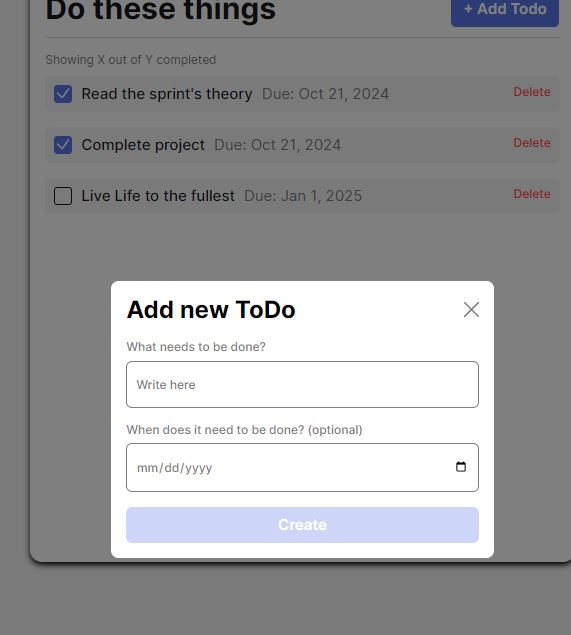 Do these things
+ Add Todo
Showing X out of Y completed
Read the sprint's theory Due: Oct 21, 2024 Delete
Complete project Due: Oct 21, 2024 Delete
Live Life to the fullest Due: Jan 1, 2025 Delete
Add new ToDo
What needs to be done?
Write here
When does it need to be done? (optional)
mm/dd/yyyy
Create